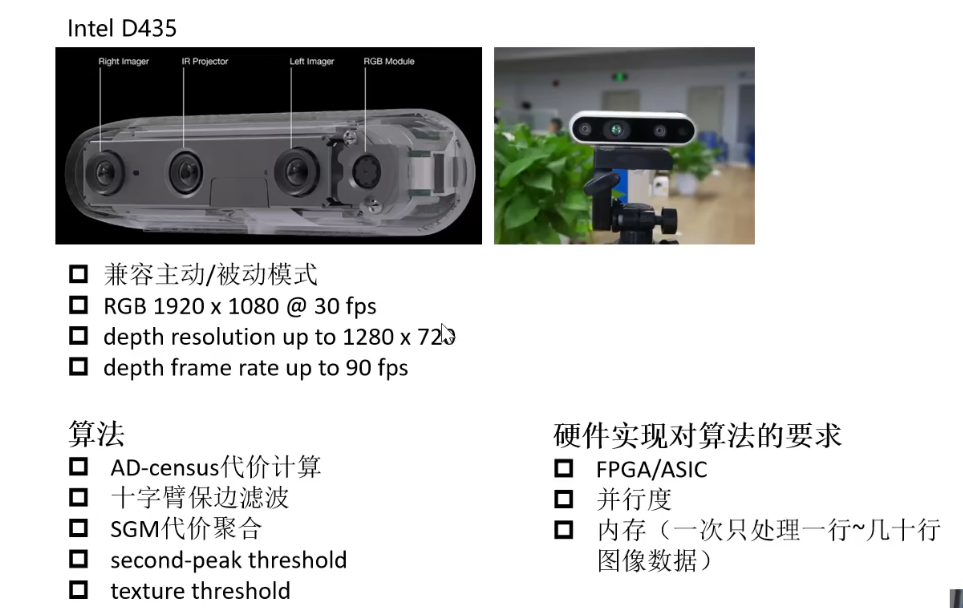 Intel D435
Right Imager
IR Projector
Left Imager
RGB Module
兼容主动/被动模式
RGB 1920 x 1080 @ 30 fps
depth resolution up to 1280 x 720
depth frame rate up to 90 fps
算法
AD-census代价计算
十字臂保边滤波
SGM代价聚合
second-peak threshold
texture threshold
硬件实现对算法的要求
FPGA/ASIC
并行度
内存（一次只处理一行~几十行
图像数据）